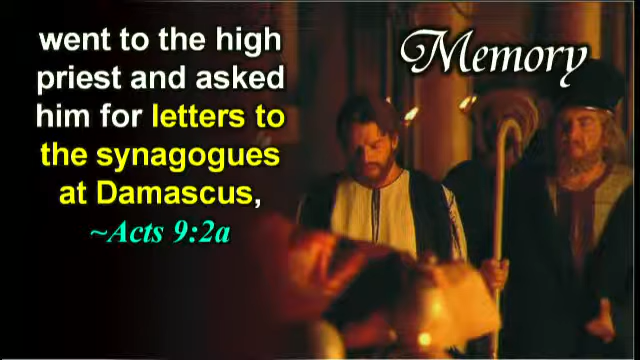 went to the high
priest and asked
him for letters to
the synagogues
at Damascus,
~Acts 9:2a
Memory